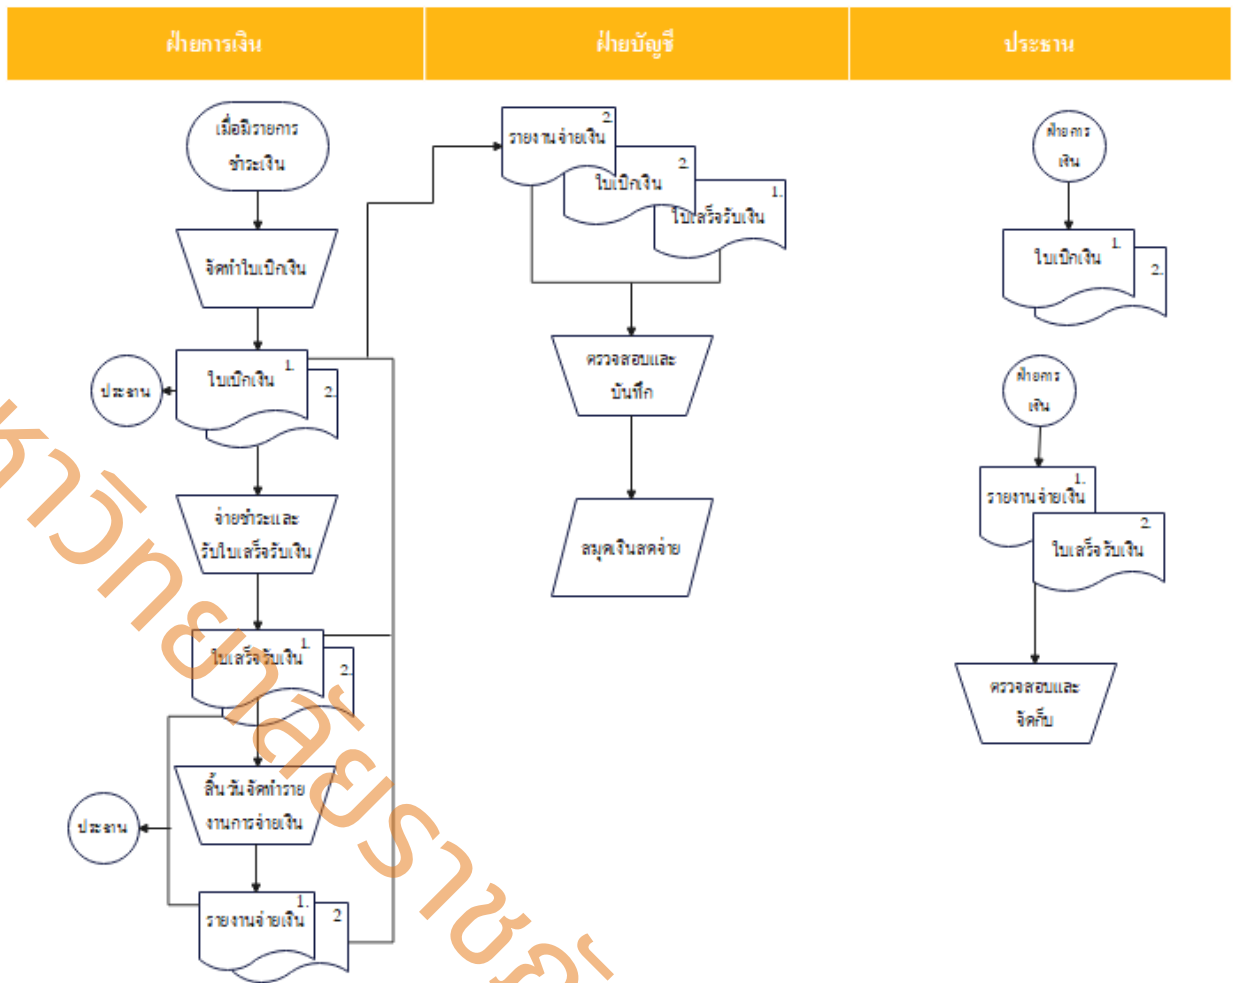 ฝ่ายการเงิน
ฝ่ายบัญชี
ประธาน
เมื่อมีรายการ
ชำระเงิน
จัดทำใบเบิกเงิน
ใบเบิกเงิน
1.
2.
ประธาน
จ่ายชำระและ
รับใบเสร็จรับเงิน
ใบเสร็จรับเงิน
1.
2.
สิ้นวันจัดทำราย
งานการจ่ายเงิน
ประธาน
รายงานจ่ายเงิน
1.
2
รายงานจ่ายเงิน
2.
ใบเบิกเงิน
2.
ใบเสร็จรับเงิน
1.
ตรวจสอบและ
บันทึก
สมุดเงินสดจ่าย
ฝ่ายการ
เงิน
ใบเบิกเงิน
1.
2.
ฝ่ายการ
เงิน
รายงานจ่ายเงิน
1.
ใบเสร็จรับเงิน
2.
ตรวจสอบและ
จัดก็บ
หาวิทยาลัยราชภั